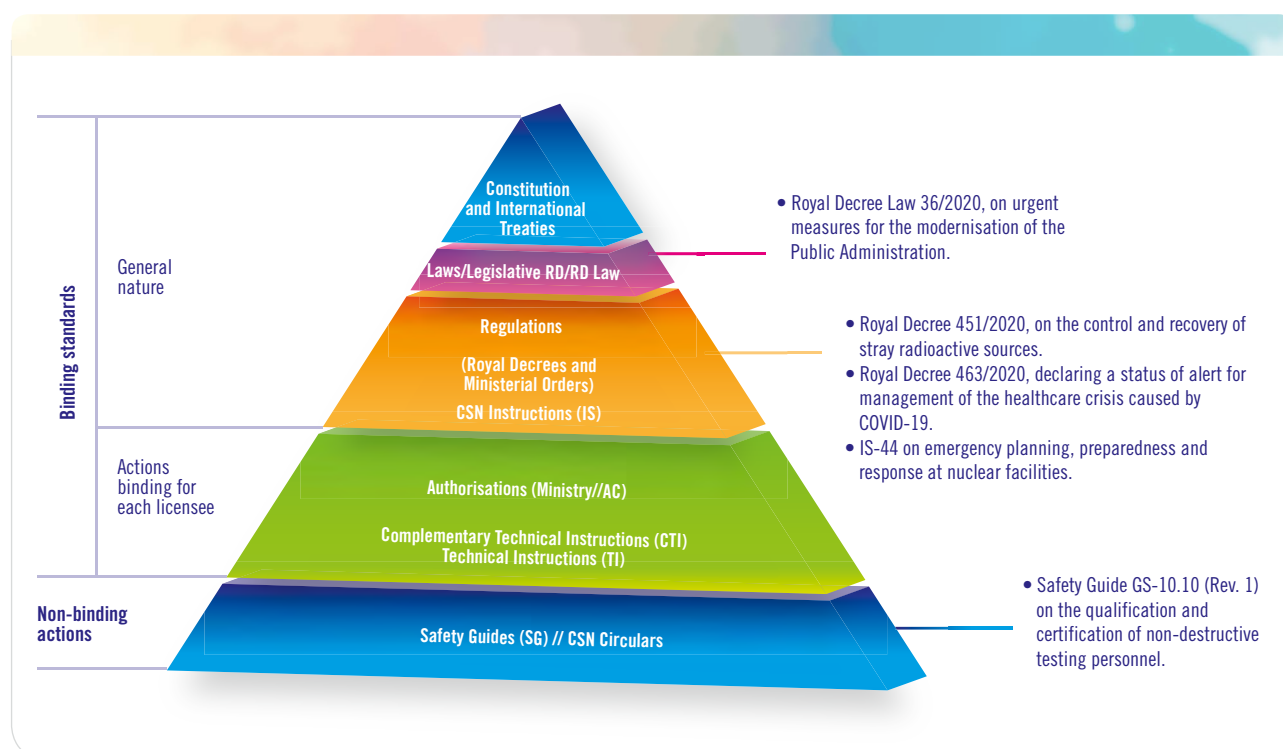 Constitution
and International
Treaties
Laws/Legislative RD/RD Law
Regulations
(Royal Decrees and
Ministerial Orders)
CSN Instructions (IS)
Authorisations (Ministry//AC)
Complementary Technical Instructions (CTI)
Technical Instructions (TI)
Safety Guides (SG) // CSN Circulars
Binding standards
General
nature
Actions
binding for
each licensee
Non-binding
actions
• Royal Decree Law 36/2020, on urgent
measures for the modernisation of the
Public Administration.
• Royal Decree 451/2020, on the control and recovery of
stray radioactive sources.
• Royal Decree 463/2020, declaring a status of alert for
management of the healthcare crisis caused by
COVID-19.
• IS-44 on emergency planning, preparedness and
response at nuclear facilities.
• Safety Guide GS-10.10 (Rev. 1)
on the qualification and
certification of non-destructive
testing personnel.